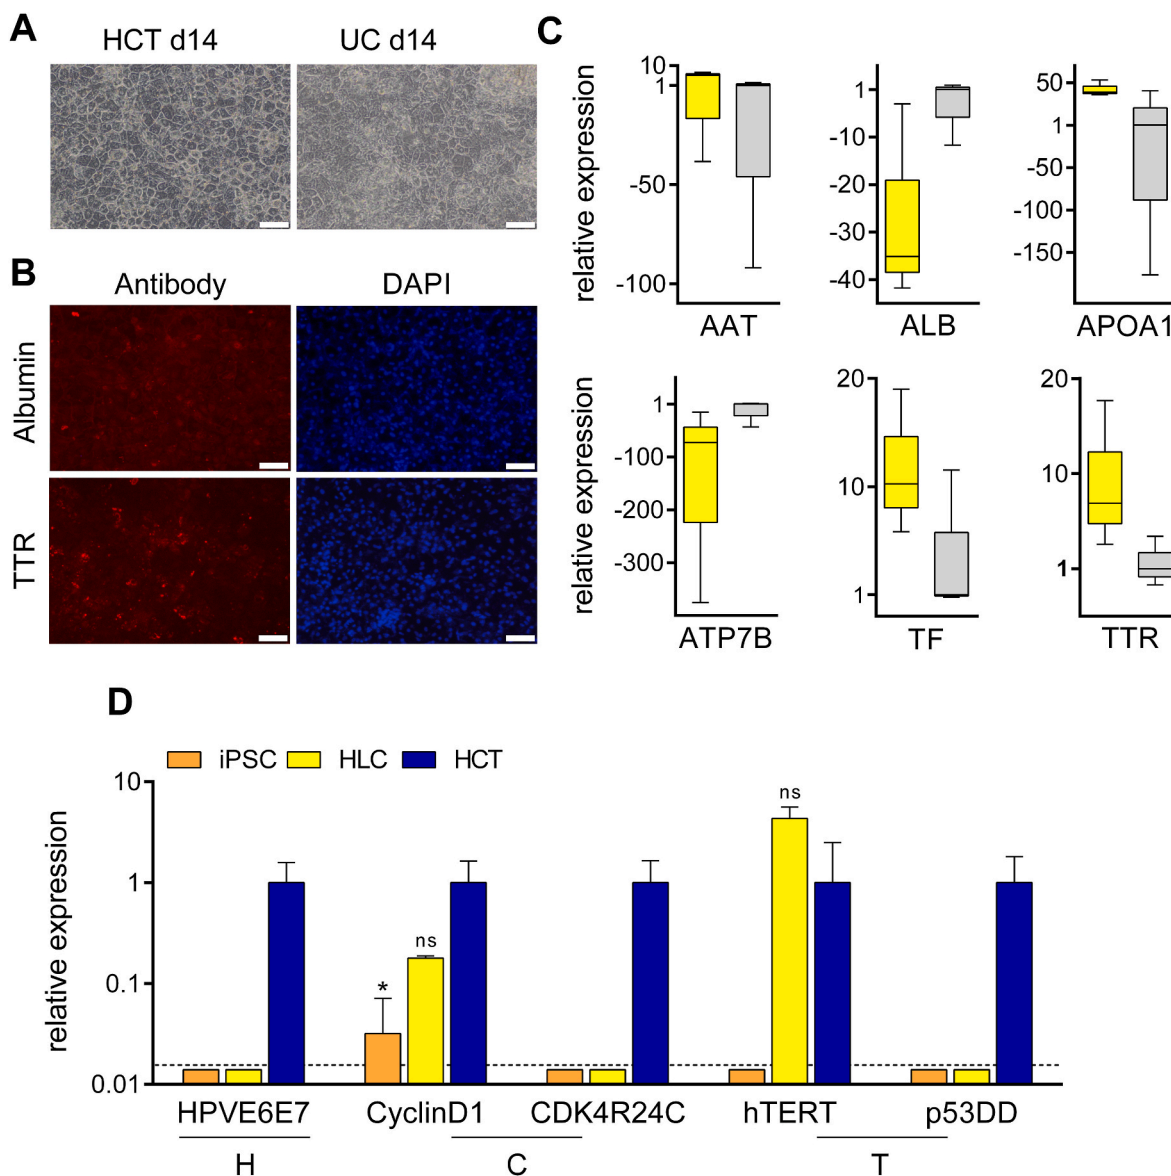 A
HCT d14
UC d14
B
Antibody
DAPI
Albumin
TTR
C
relative expression
10
1
-50
-100
AAT
1
-10
-20
-30
-40
ALB
50
1
-50
-100
-150
APOA1
relative expression
1
-100
-200
-300
ATP7B
20
10
1
TF
20
10
1
TTR
D
iPSC HLC HCT
relative expression
10
1
0.1
0.01
* ns ns
HPVE6E7 CyclinD1 CDK4R24C hTERT p53DD
H C T